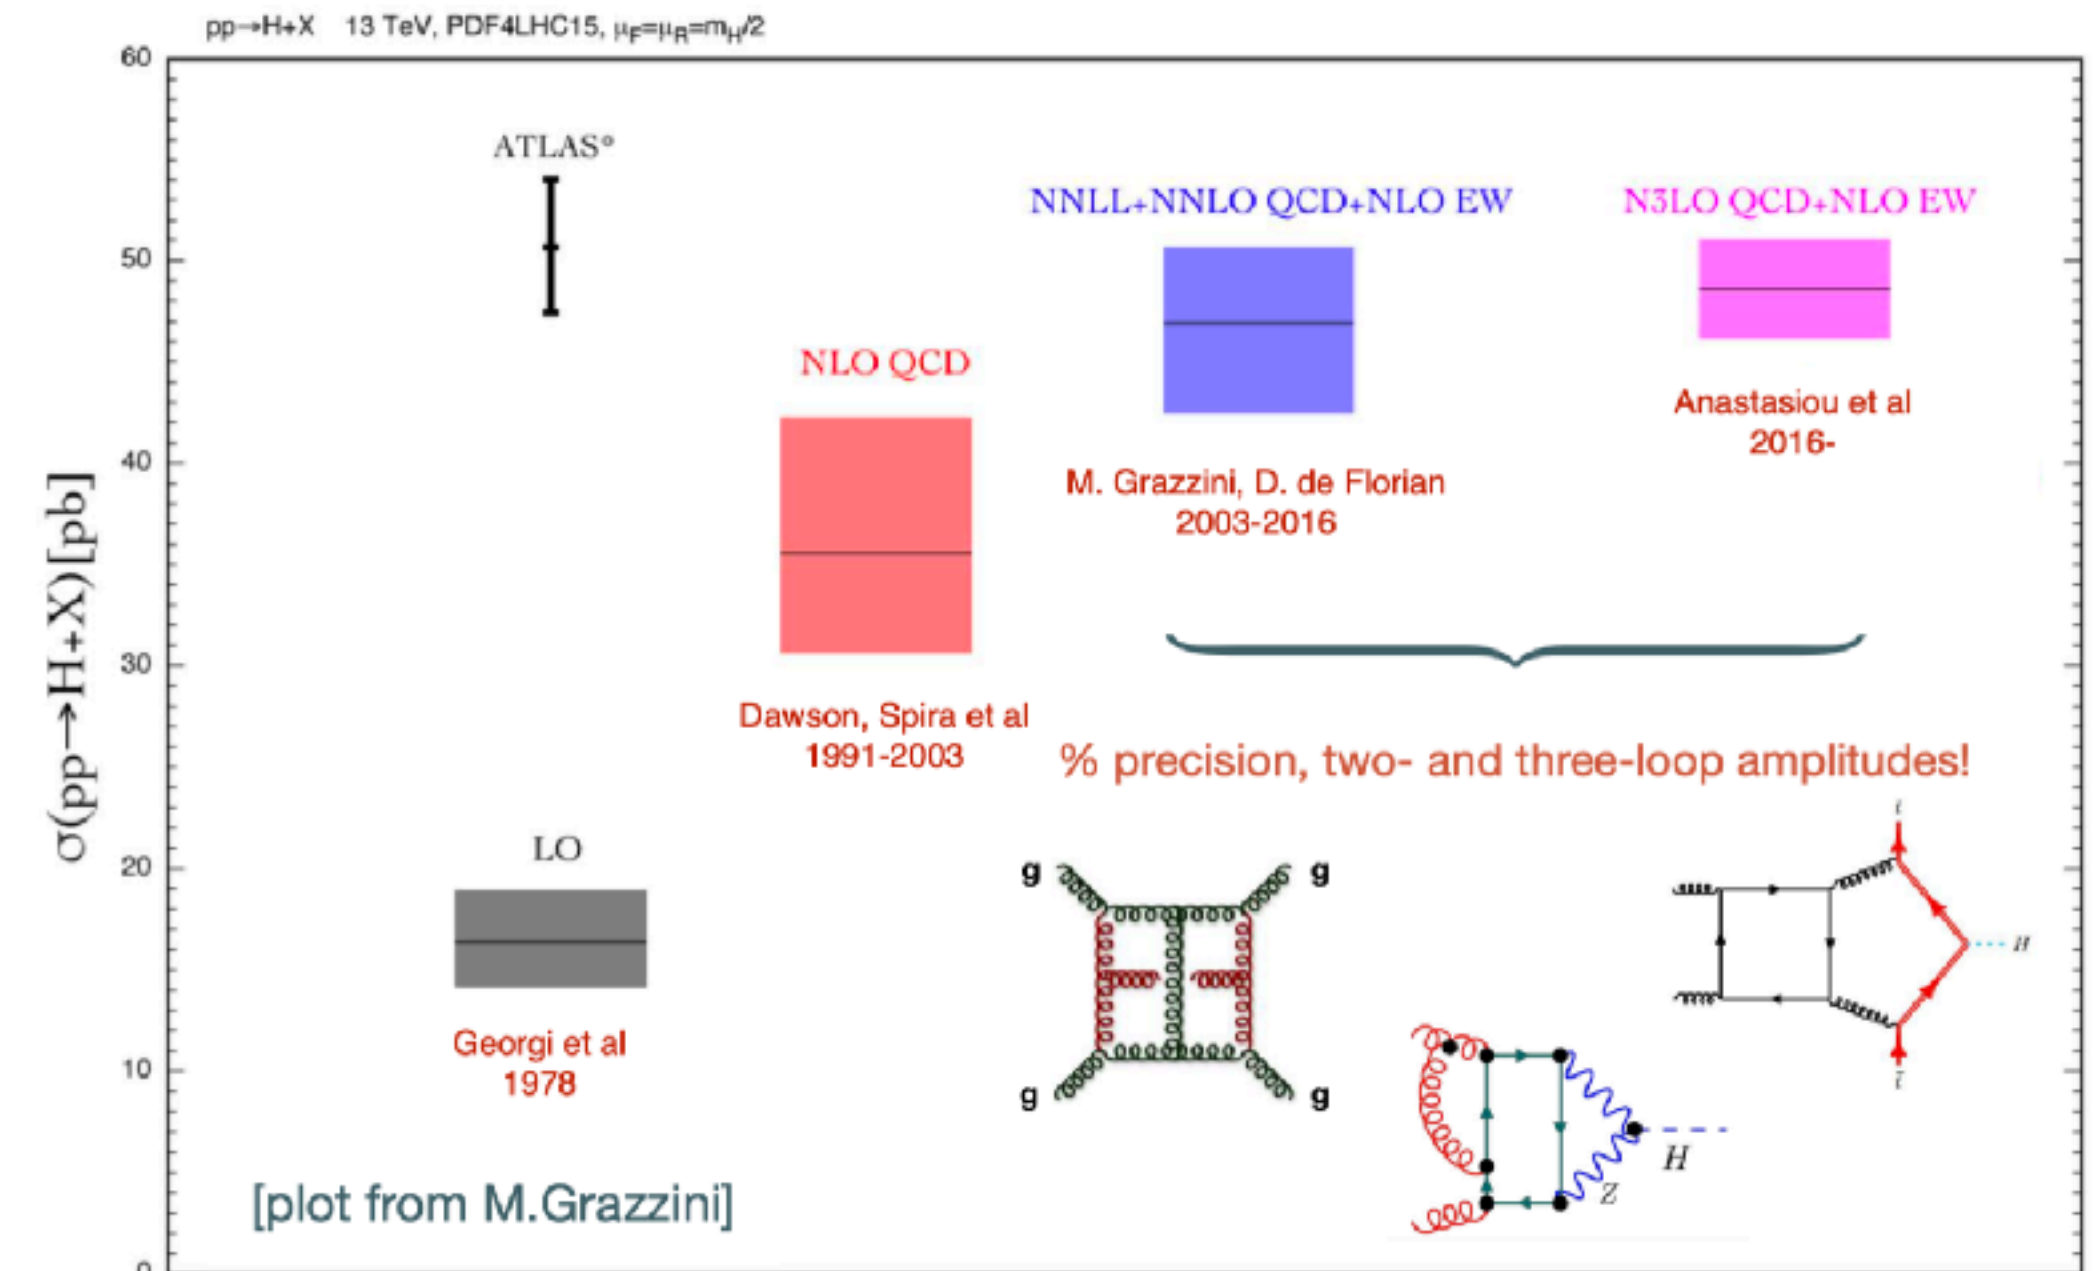 pp→H+X 13 TeV, PDF4LHC15, μF=μR=mH/2
60
50
40
30
20
10
0
σ(pp→H+X)[pb]
ATLAS°
NNLL+NNLO QCD+NLO EW
N3LO QCD+NLO EW
NLO QCD
Anastasiou et al
2016-
M. Grazzini, D. de Florian
2003-2016
Dawson, Spira et al
1991-2003
% precision, two- and three-loop amplitudes!
LO
Georgi et al
1978
g
g
g
g
H
H
Z
[plot from M.Grazzini]